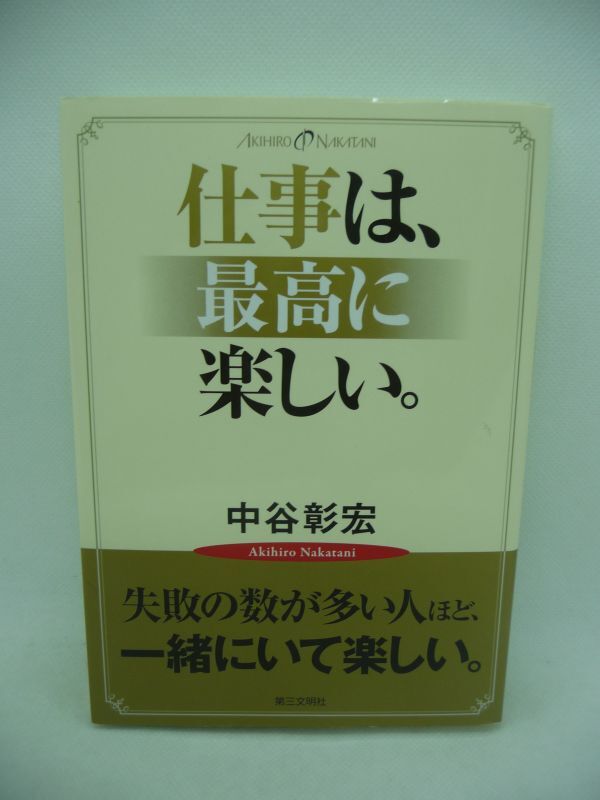 AKIHIRO NAKATANI
仕事は、
最高に
楽しい。
中谷彰宏
Akihiro Nakatani
失敗の数が多い人ほど、
一緒にいて楽しい。
第三文明社